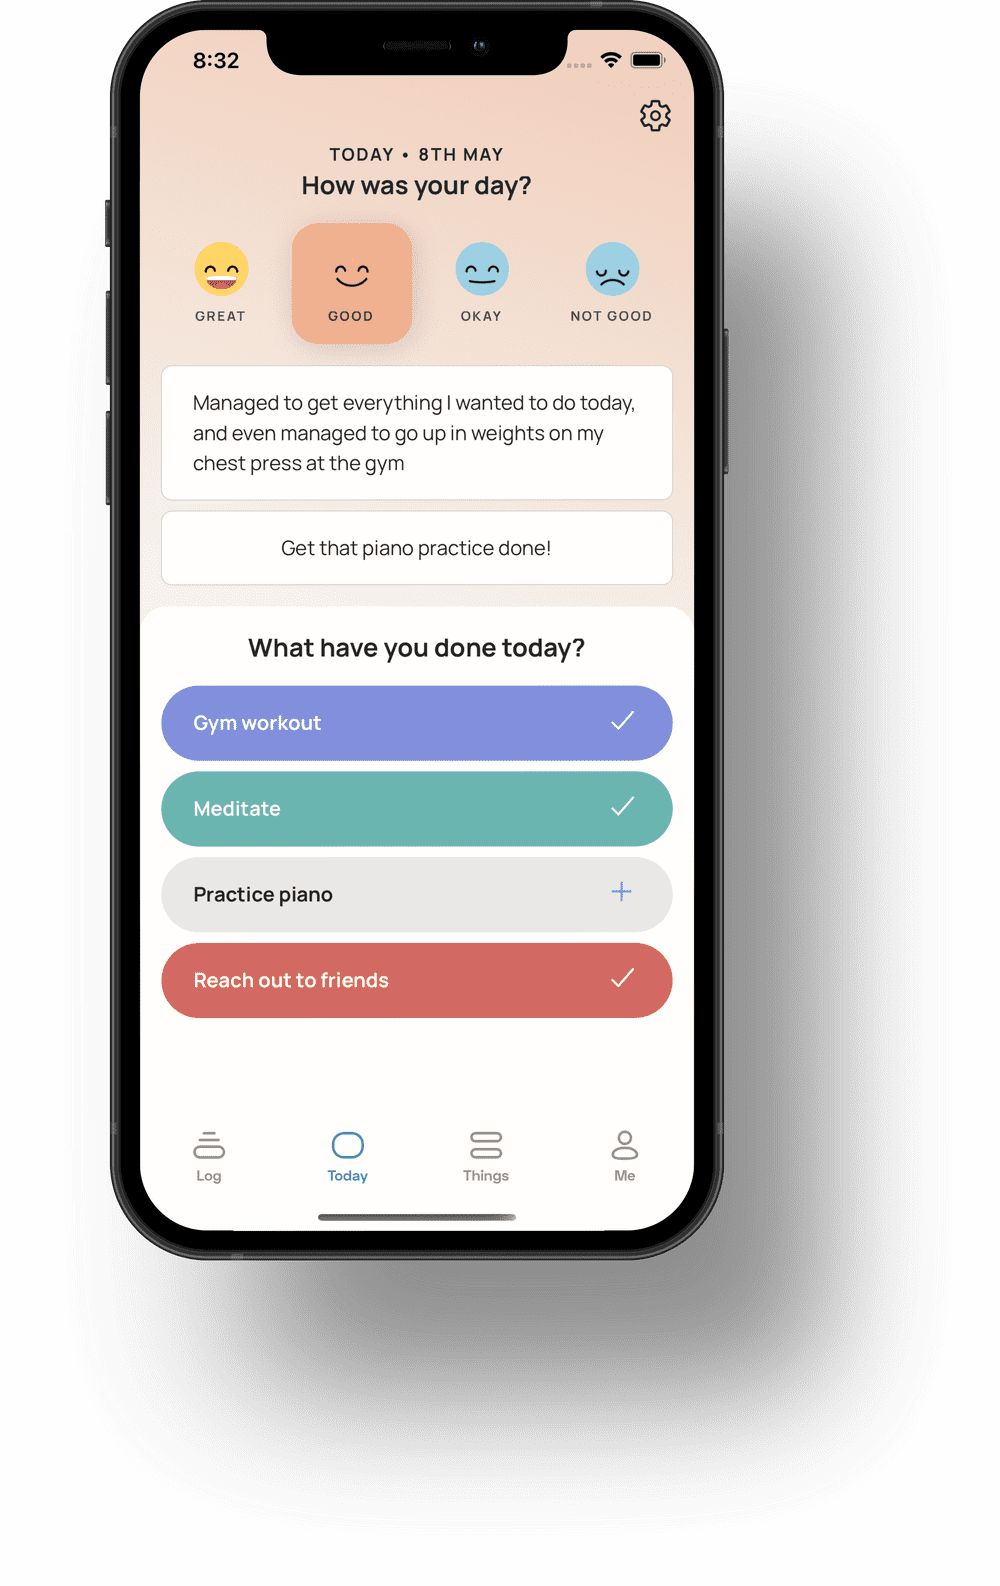 8:32
TODAY • 8TH MAY
How was your day?
GREAT
GOOD
OKAY
NOT GOOD
Managed to get everything I wanted to do today,
and even managed to go up in weights on my
chest press at the gym
Get that piano practice done!
What have you done today?
Gym workout
Meditate
Practice piano
Reach out to friends
Log
Today
Things
Me